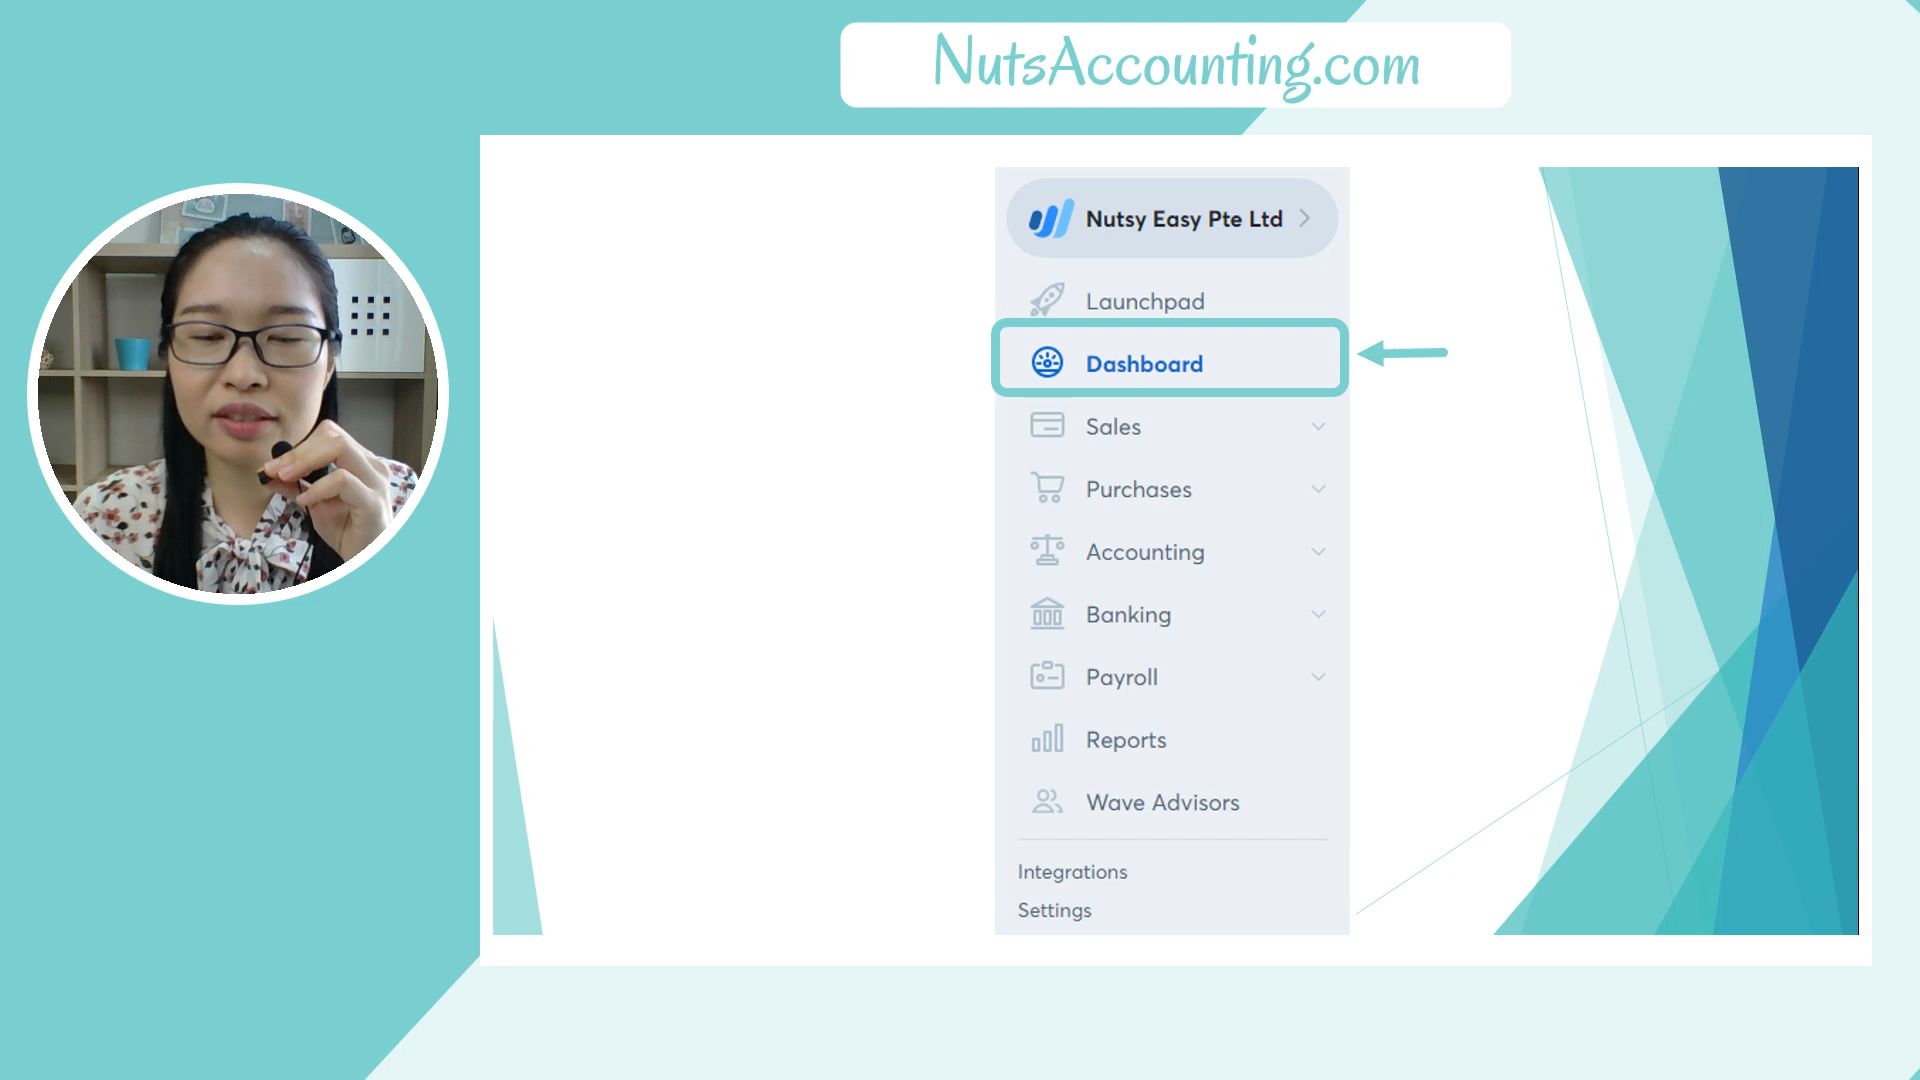 NutsAccounting.com
Nutsy Easy Pte Ltd
Launchpad
Dashboard
Sales
Purchases
Accounting
Banking
Payroll
Reports
Wave Advisors
Integrations
Settings